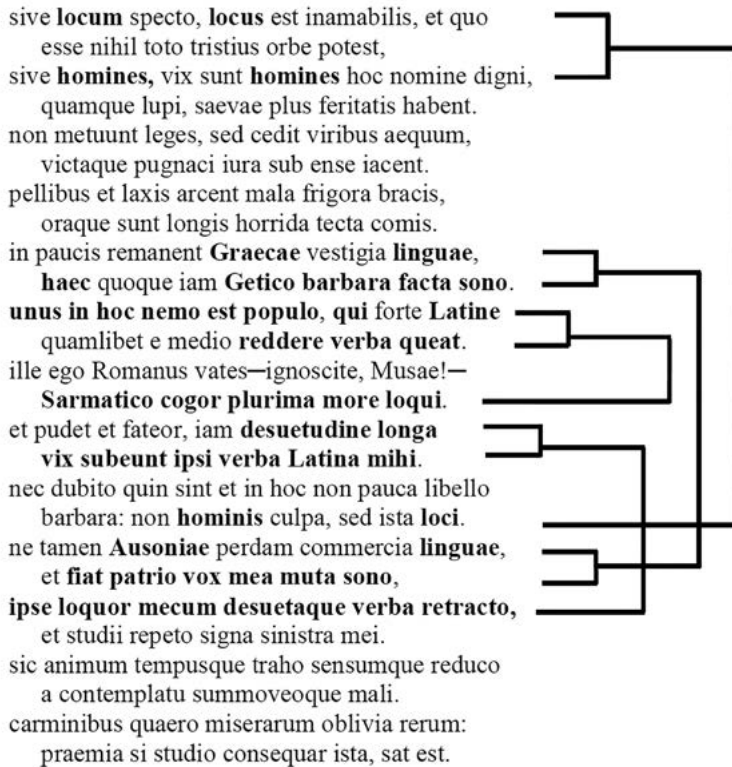 sive locum specto, locus est inamabilis, et quo
esse nihil toto tristius orbe potest,
sive homines, vix sunt homines hoc nomine digni,
quamque lupi, saevae plus feritatis habent.
non metuunt leges, sed cedit viribus aequum,
victaque pugnaci iura sub ense iacent.
pellibus et laxis arcent mala frigora bracis,
oraque sunt longis horrida tecta comis.
in paucis remanent Graecae vestigia linguae,
haec quoque iam Getico barbara facta sono.
unus in hoc nemo est populo, qui forte Latine
quamlibet e medio reddere verba queat.
ille ego Romanus vates—ignoscite, Musae!—
Sarmatico cogor plurima more loqui.
et pudet et fateor, iam desuetudine longa
vix subeunt ipsi verba Latina mihi.
nec dubito quin sint et in hoc non pauca libello
barbara: non hominis culpa, sed ista loci.
ne tamen Ausoniae perdam commercia linguae,
et fiat patrio vox mea muta sono,
ipse loquor mecum desuetaque verba retracto,
et studii repeto signa sinistra mei.
sic animum tempusque traho sensumque reduco
a contemplatu summoveoque mali.
carminibus quaero miserarum oblivia rerum:
praemia si studio consequar ista, sat est.